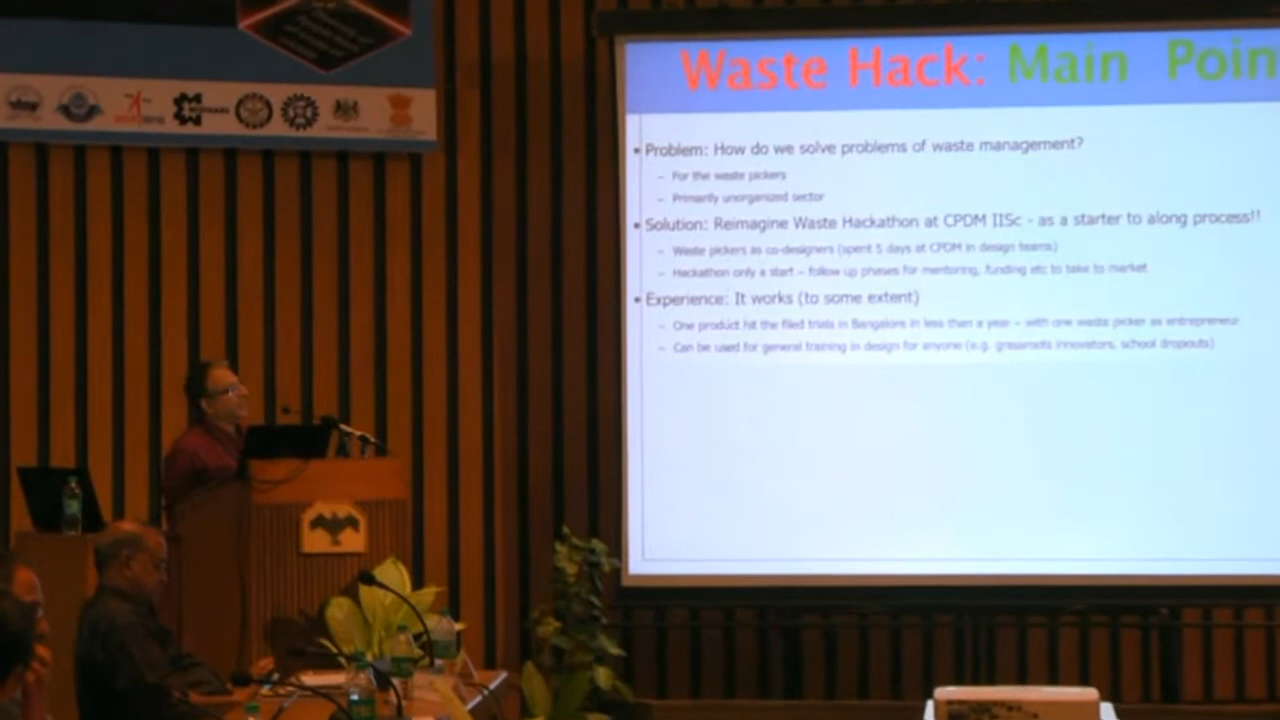 Waste Hack: Main Poin
• Problem: How do we solve problems of waste management?
– For the waste pickers
– Primarily unorganized sector
• Solution: Reimagine Waste Hackathon at CPDM IISc - as a starter to along process!!
– Waste pickers as co-designers (spent 5 days at CPDM in design teams)
– Hackathon only a start – follow up phases for mentoring, funding etc to take to market
• Experience: It works (to some extent)
– One product hit the filed trials in Bangalore in less than a year – with one waste picker as entrepreneur
– Can be used for general training in design for anyone (e.g. grassroots innovators, school dropouts)